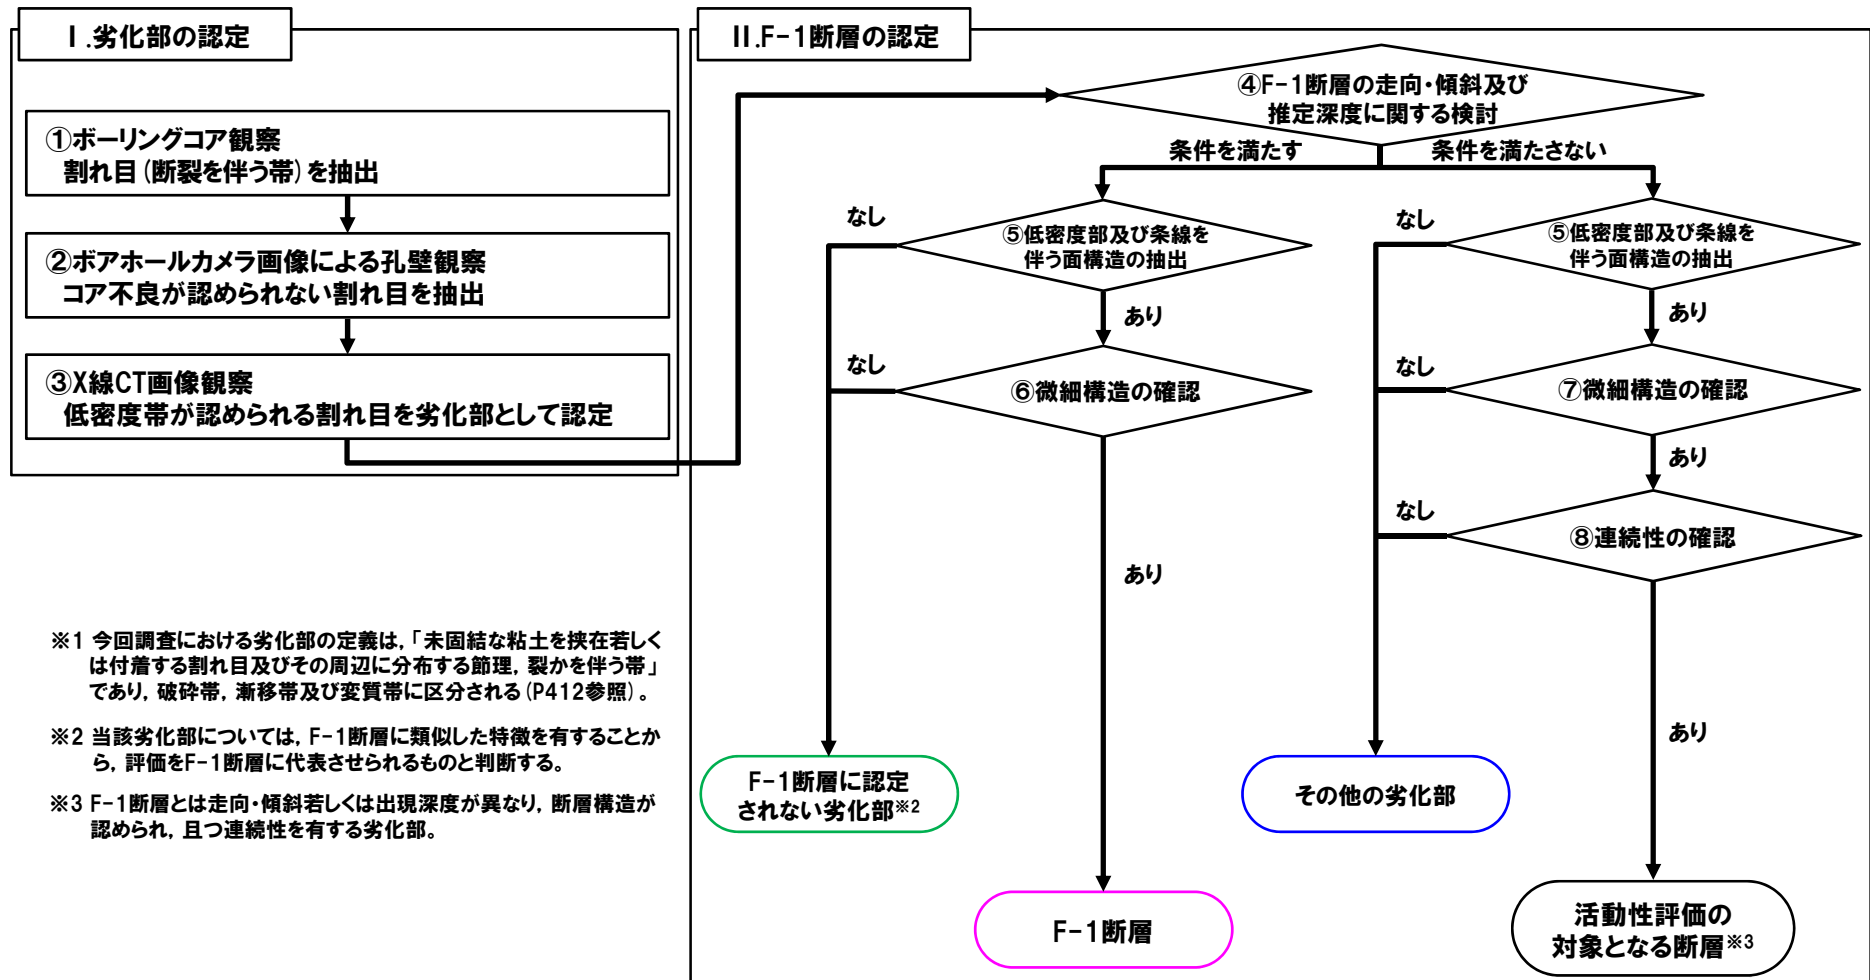 Ⅰ.劣化部の認定
①ボーリングコア観察
割れ目(断裂を伴う帯)を抽出
②ボアホールカメラ画像による孔壁観察
コア不良が認められない割れ目を抽出
③X線CT画像観察
低密度帯が認められる割れ目を劣化部として認定
※1 今回調査における劣化部の定義は,「未固結な粘土を挟在若しく
は付着する割れ目及びその周辺に分布する節理, 裂かを伴う帯」
であり, 破砕帯, 漸移帯及び変質帯に区分される(P412参照)。
※2 当該劣化部については, F-1断層に類似した特徴を有することか
ら, 評価をF-1断層に代表させられるものと判断する。
※3 F-1断層とは走向・傾斜若しくは出現深度が異なり, 断層構造が
認められ, 且つ連続性を有する劣化部。
II.F-1断層の認定
④F-1断層の走向・傾斜及び
推定深度に関する検討
条件を満たす
条件を満たさない
なし
⑤低密度部及び条線を
伴う面構造の抽出
あり
なし
⑥微細構造の確認
あり
F-1断層に認定
されない劣化部※2
F-1断層
なし
⑤低密度部及び条線を
伴う面構造の抽出
あり
なし
⑦微細構造の確認
あり
なし
⑧連続性の確認
あり
その他の劣化部
活動性評価の
対象となる断層※3